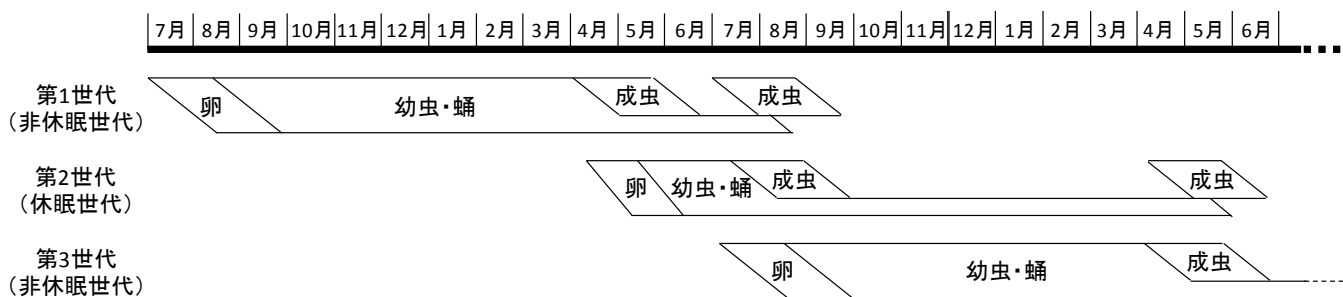 7月 8月 9月 10月 11月 12月 1月 2月 3月 4月 5月 6月 7月 8月 9月 10月 11月 12月 1月 2月 3月 4月 5月 6月
第1世代
（非休眠世代）
卵 幼虫・蛹 成虫 成虫
第2世代
（休眠世代）
卵 幼虫・蛹 成虫 成虫
第3世代
（非休眠世代）
卵 幼虫・蛹 成虫